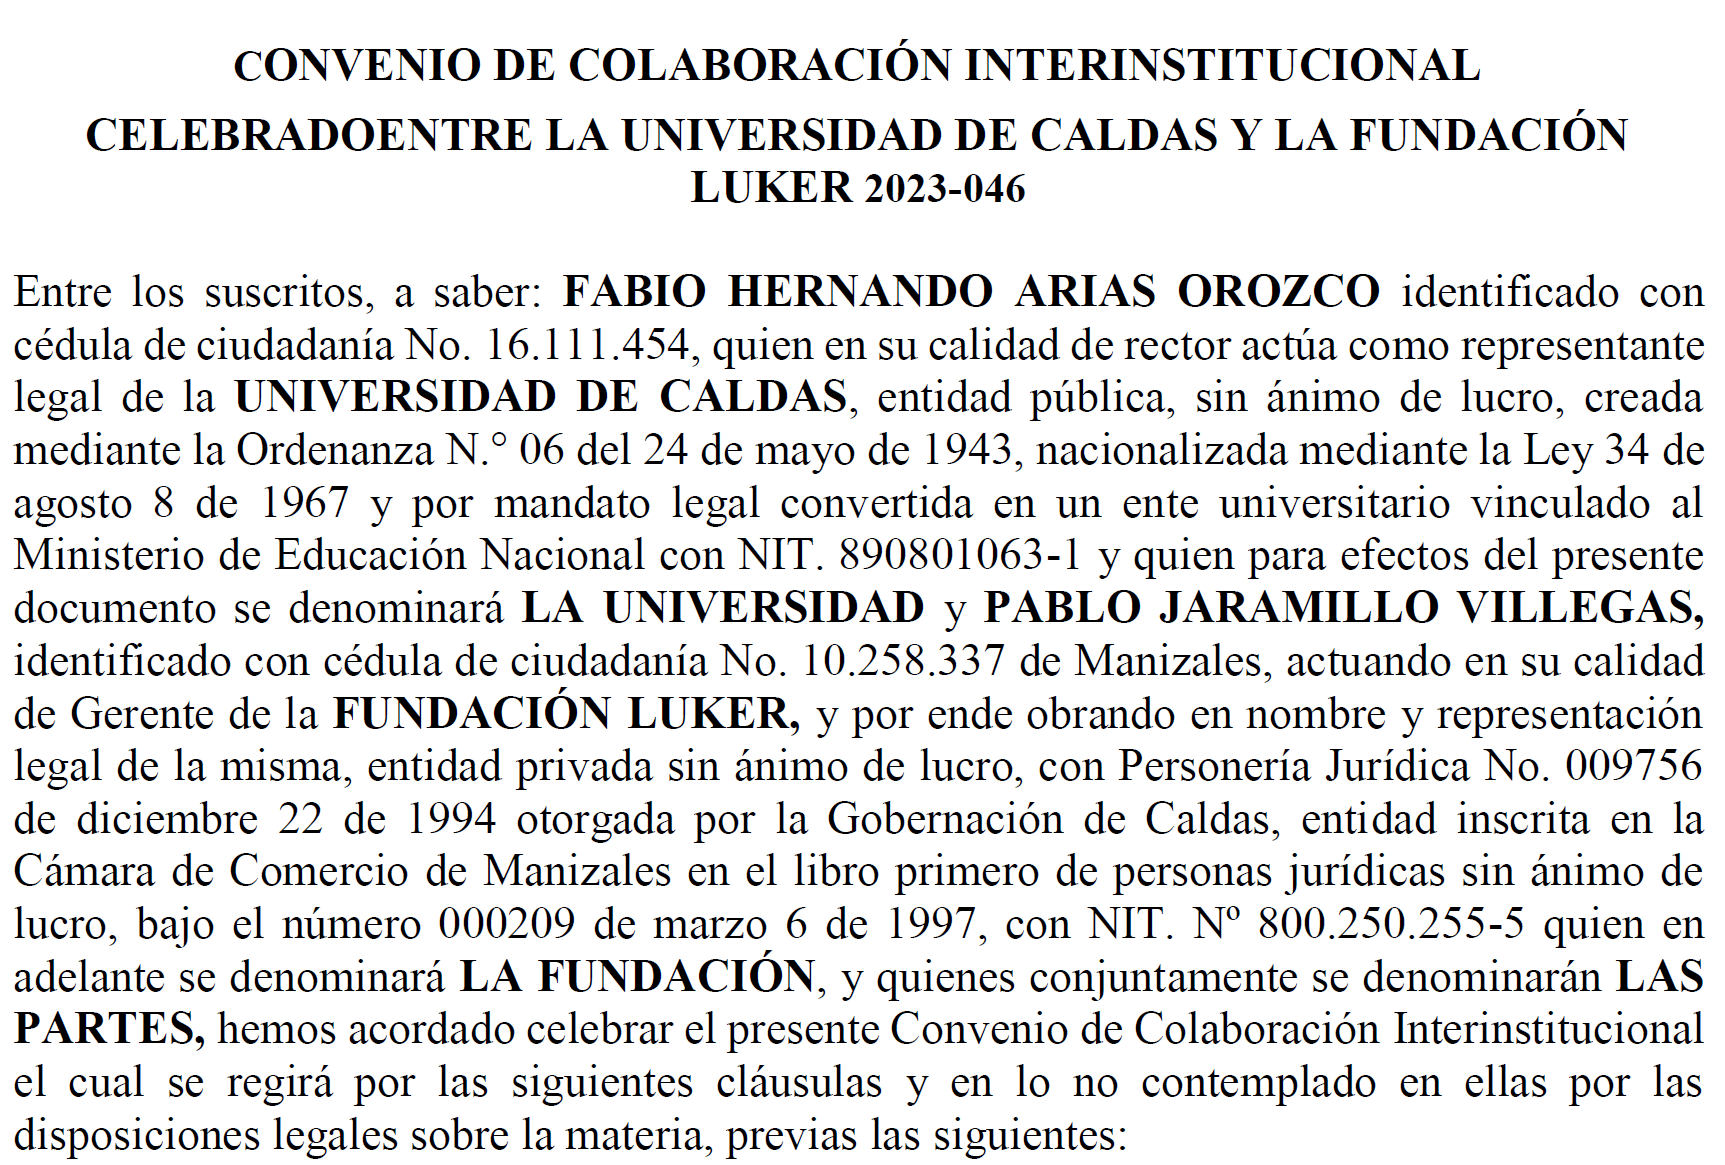 CONVENIO DE COLABORACIÓN INTERINSTITUCIONAL
CELEBRADOENTRE LA UNIVERSIDAD DE CALDAS Y LA FUNDACIÓN
LUKER 2023-046
Entre los suscritos, a saber: FABIO HERNANDO ARIAS OROZCO identificado con
cédula de ciudadanía No. 16.111.454, quien en su calidad de rector actúa como representante
legal de la UNIVERSIDAD DE CALDAS, entidad pública, sin ánimo de lucro, creada
mediante la Ordenanza N.° 06 del 24 de mayo de 1943, nacionalizada mediante la Ley 34 de
agosto 8 de 1967 y por mandato legal convertida en un ente universitario vinculado al
Ministerio de Educación Nacional con NIT. 890801063-1 y quien para efectos del presente
documento se denominará LA UNIVERSIDAD y PABLO JARAMILLO VILLEGAS,
identificado con cédula de ciudadanía No. 10.258.337 de Manizales, actuando en su calidad
de Gerente de la FUNDACIÓN LUKER, y por ende obrando en nombre y representación
legal de la misma, entidad privada sin ánimo de lucro, con Personería Jurídica No. 009756
de diciembre 22 de 1994 otorgada por la Gobernación de Caldas, entidad inscrita en la
Cámara de Comercio de Manizales en el libro primero de personas jurídicas sin ánimo de
lucro, bajo el número 000209 de marzo 6 de 1997, con NIT. Nº 800.250.255-5 quien en
adelante se denominará LA FUNDACIÓN, y quienes conjuntamente se denominarán LAS
PARTES, hemos acordado celebrar el presente Convenio de Colaboración Interinstitucional
el cual se regirá por las siguientes cláusulas y en lo no contemplado en ellas por las
disposiciones legales sobre la materia, previas las siguientes: